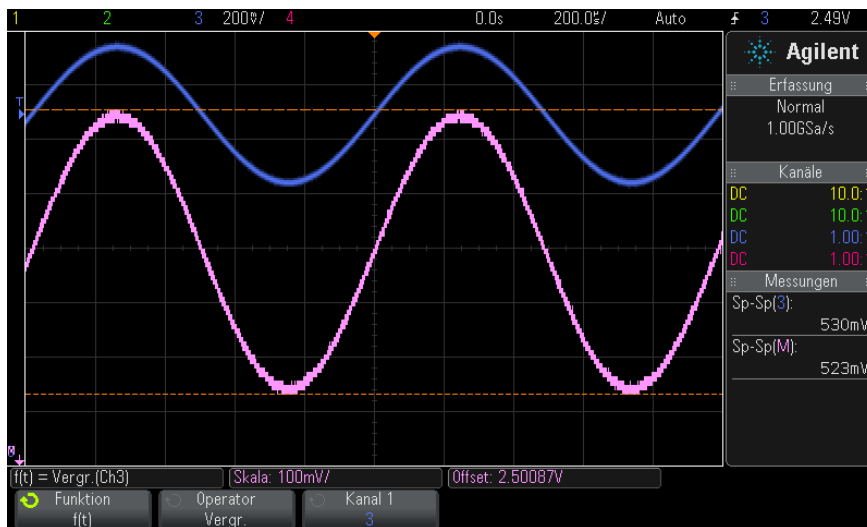 1 2 3 200℧/ 4 0.0s 200.0㎲/ Auto 3 2.49V
T
Agilent
Erfassung
Normal
1.00GSa/s
Kanäle
DC 10.0:
DC 10.0:
DC 1.00:
DC 1.00:
Messungen
Sp-Sp(3):
530mV
Sp-Sp(M):
523mV
M
f(t) = Vergr.(Ch3) Skala: 100mV/ Offset: 2.50087V
Funktion Operator Kanal 1
f(t) Vergr. 3